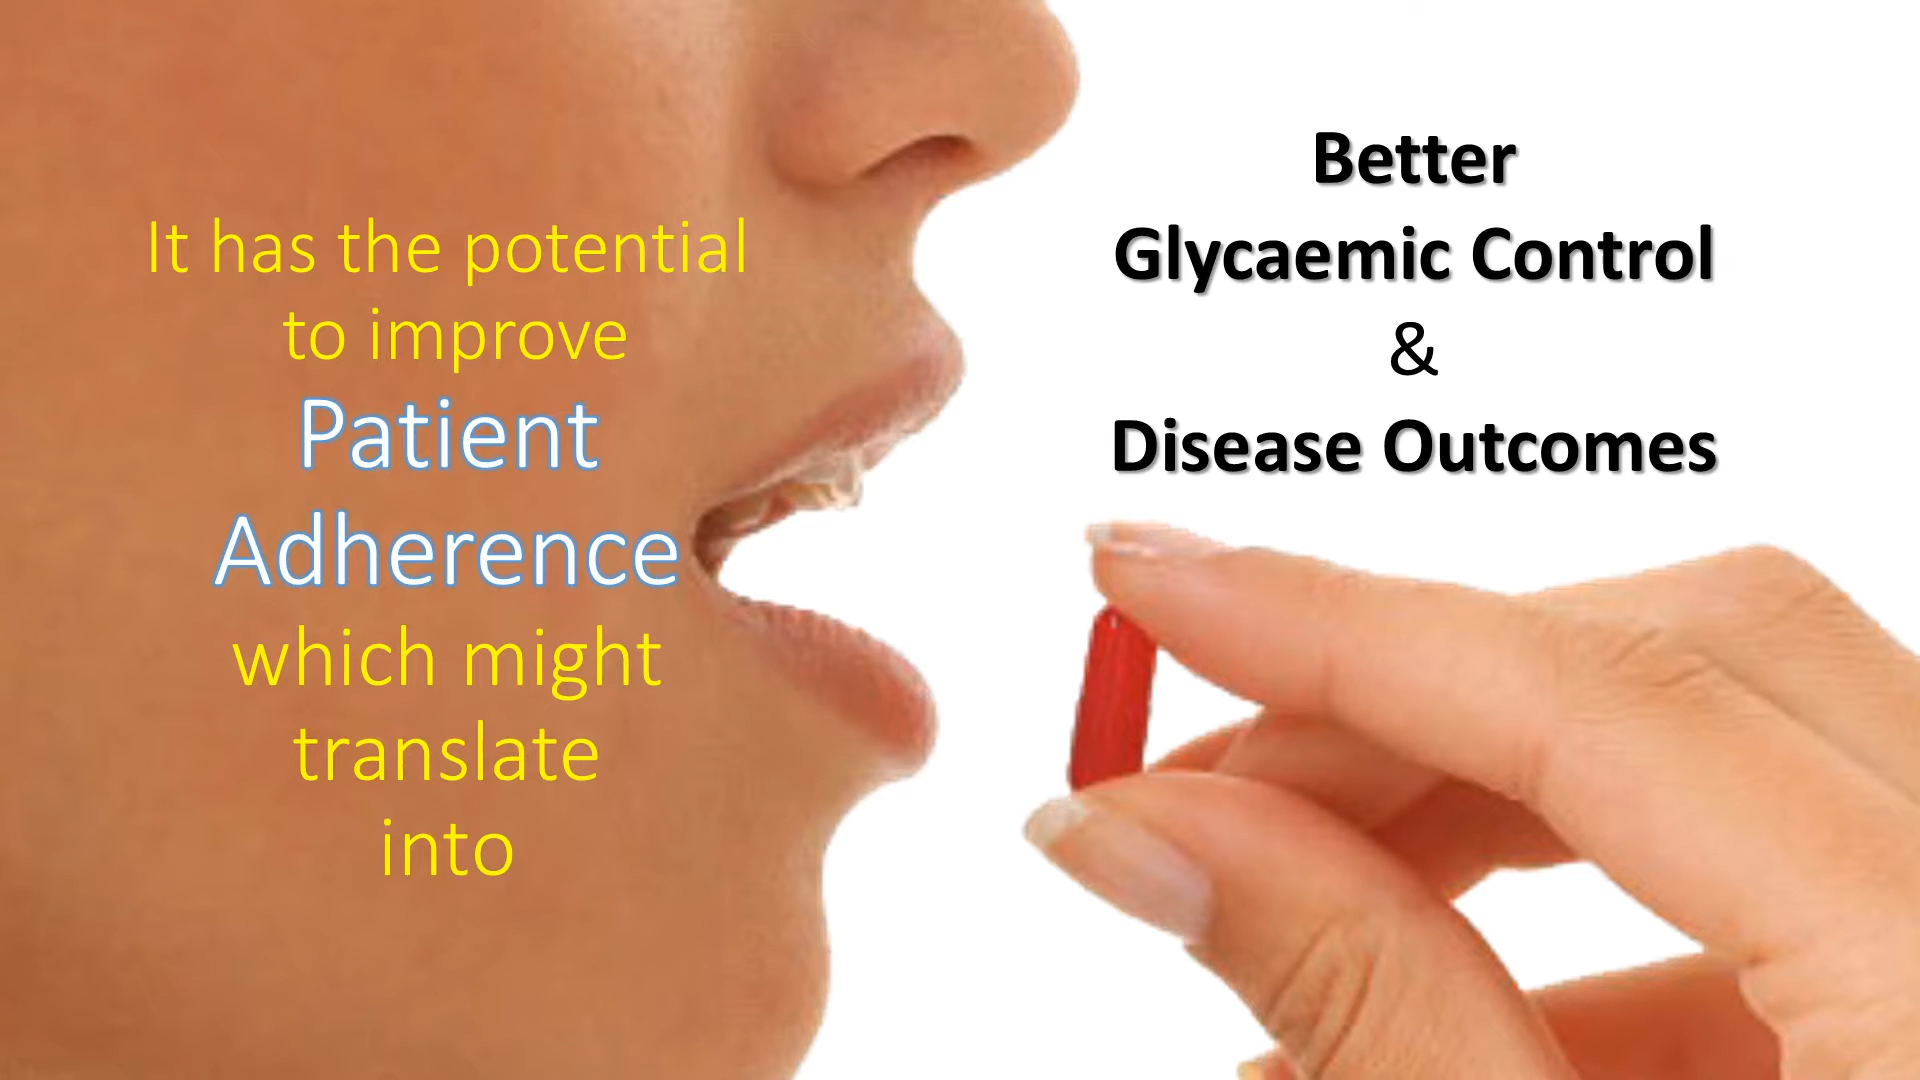 It has the potential
to improve
Patient
Adherence
which might
translate
into
Better
Glycaemic Control
&
Disease Outcomes